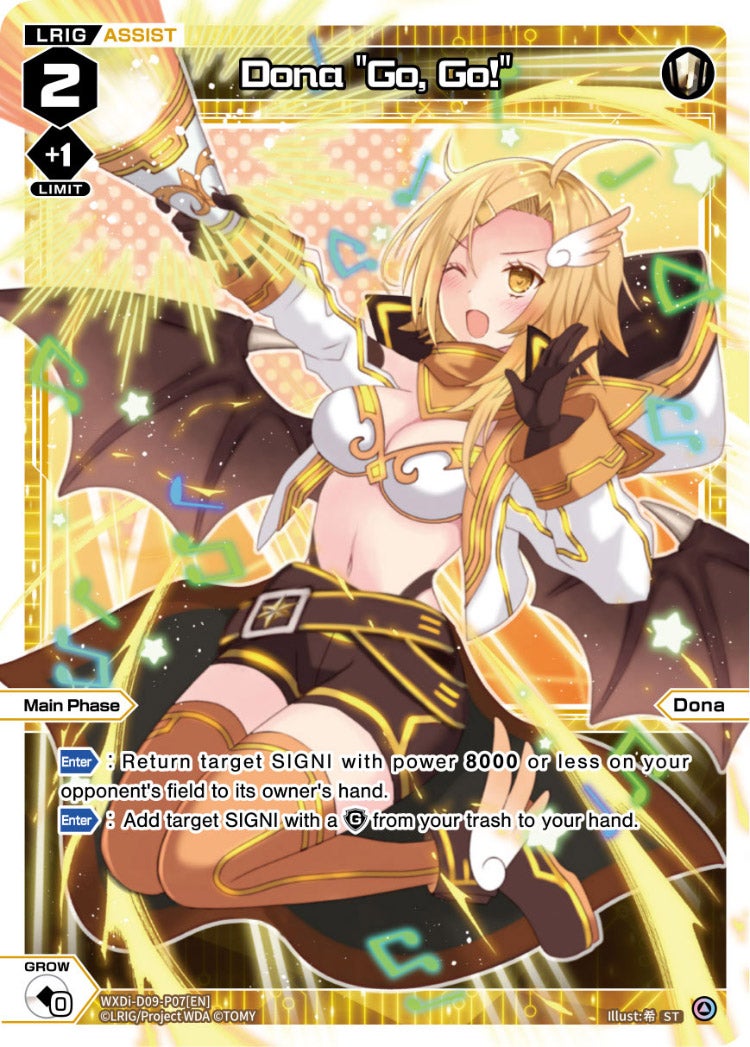 LRIG ASSIST
2
Dona "Go, Go!"
+1
LIMIT
Main Phase
Dona
Enter : Return target SIGNI with power 8000 or less on your
opponent's field to its owner's hand.
Enter : Add target SIGNI with a G from your trash to your hand.
GROW
0
WXDi-D09-P07[EN]
©LRIG/Project WDA ©TOMY
Illust:希 ST